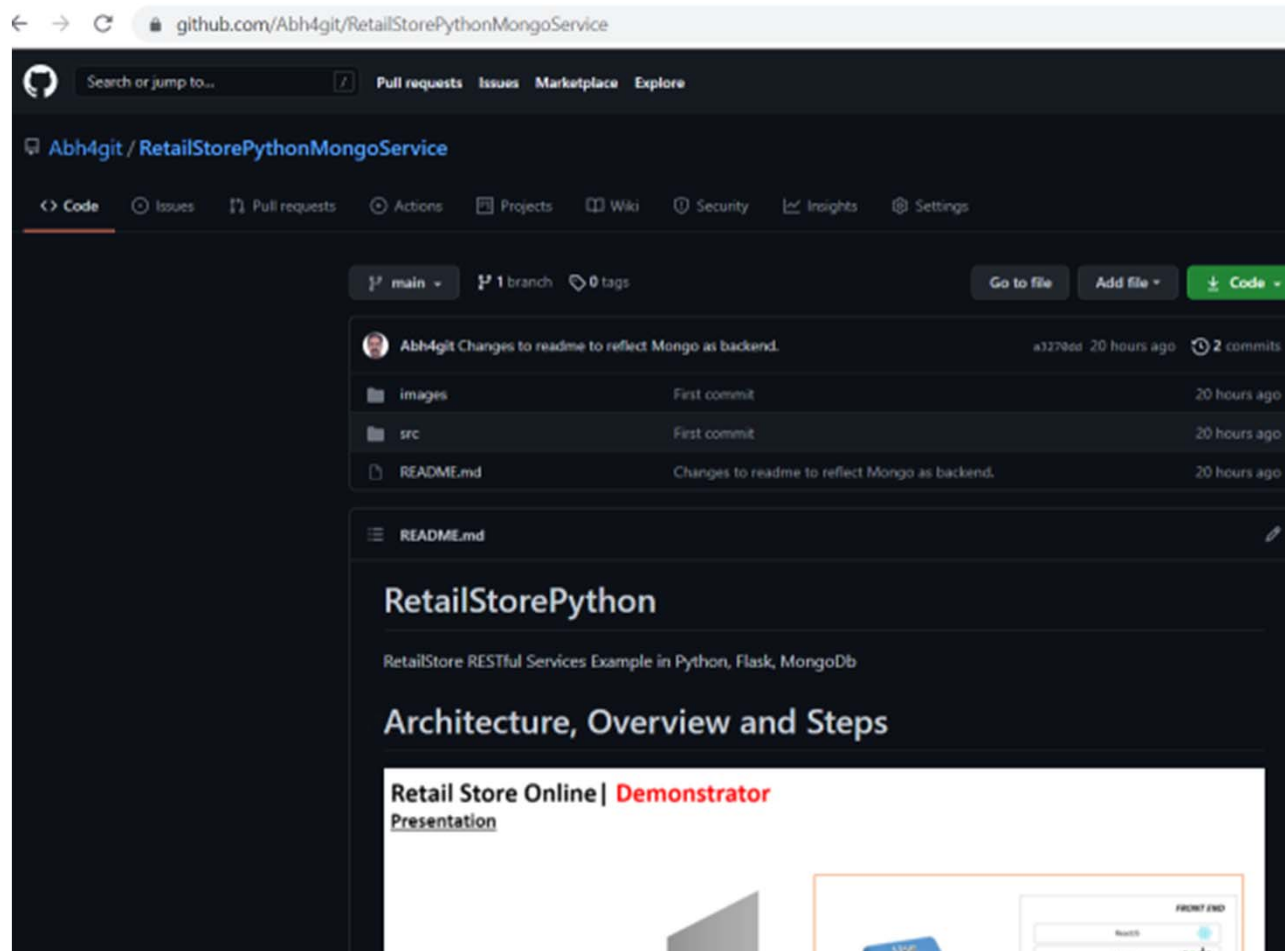 github.com/Abh4git/RetailStorePythonMongoService
Search or jump to... / Pull requests Issues Marketplace Explore
Abh4git / RetailStorePythonMongoService
<> Code Issues Pull requests Actions Projects Wiki Security Insights Settings
main 1 branch 0 tags Go to file Add file Code
Abh4git Changes to readme to reflect Mongo as backend. a3270dd 20 hours ago 2 commits
images First commit 20 hours ago
src First commit 20 hours ago
README.md Changes to readme to reflect Mongo as backend. 20 hours ago
README.md
RetailStorePython
RetailStore RESTful Services Example in Python, Flask, MongoDb
Architecture, Overview and Steps
Retail Store Online| Demonstrator
Presentation
FRONT END
ReactJS
Use